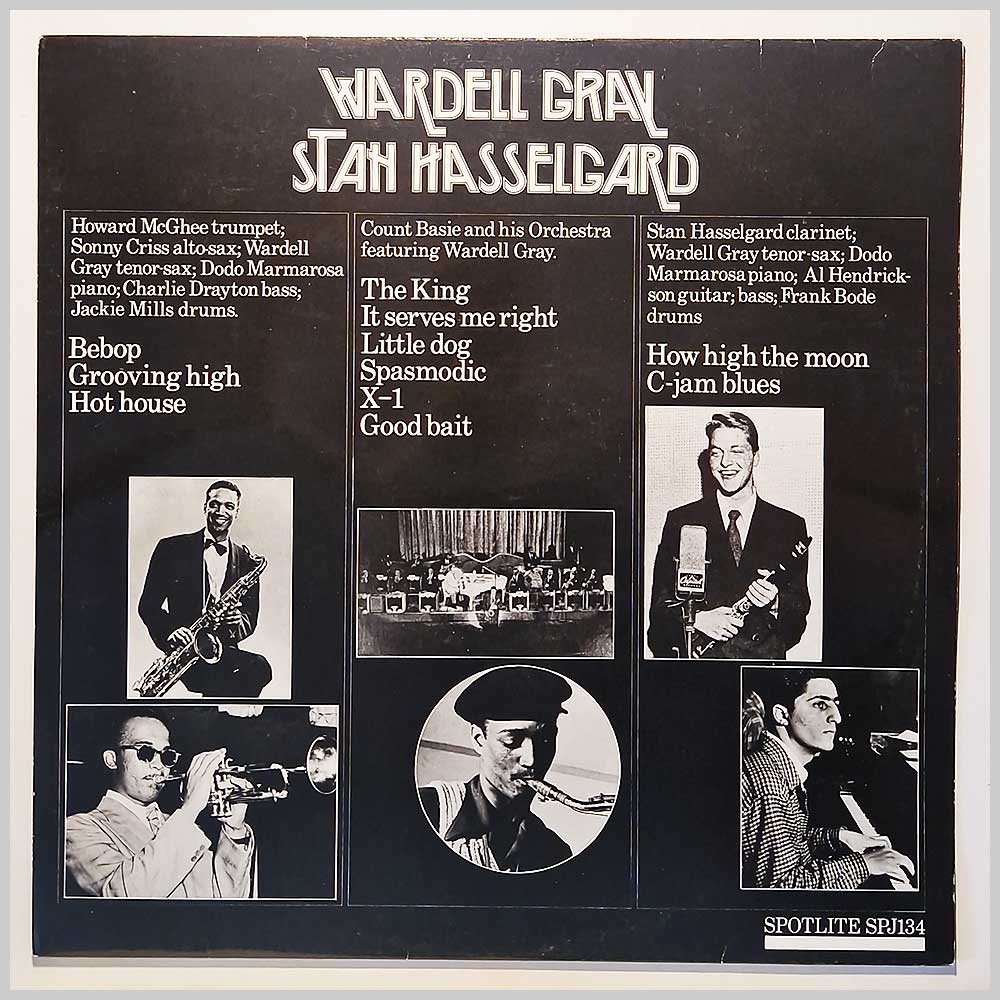 WARDELL GRAY
STAN HASSELGARD
Howard McGhee trumpet;
Sonny Criss alto-sax; Wardell
Gray tenor-sax; Dodo Marmarosa
piano; Charlie Drayton bass;
Jackie Mills drums.
Bebop
Grooving high
Hot house
Count Basie and his Orchestra
featuring Wardell Gray.
The King
It serves me right
Little dog
Spasmodic
X-1
Good bait
Stan Hasselgard clarinet;
Wardell Gray tenor-sax; Dodo
Marmarosa piano; Al Hendrick-
son guitar; bass; Frank Bode
drums
How high the moon
C-jam blues
SPOTLITE SPJ134